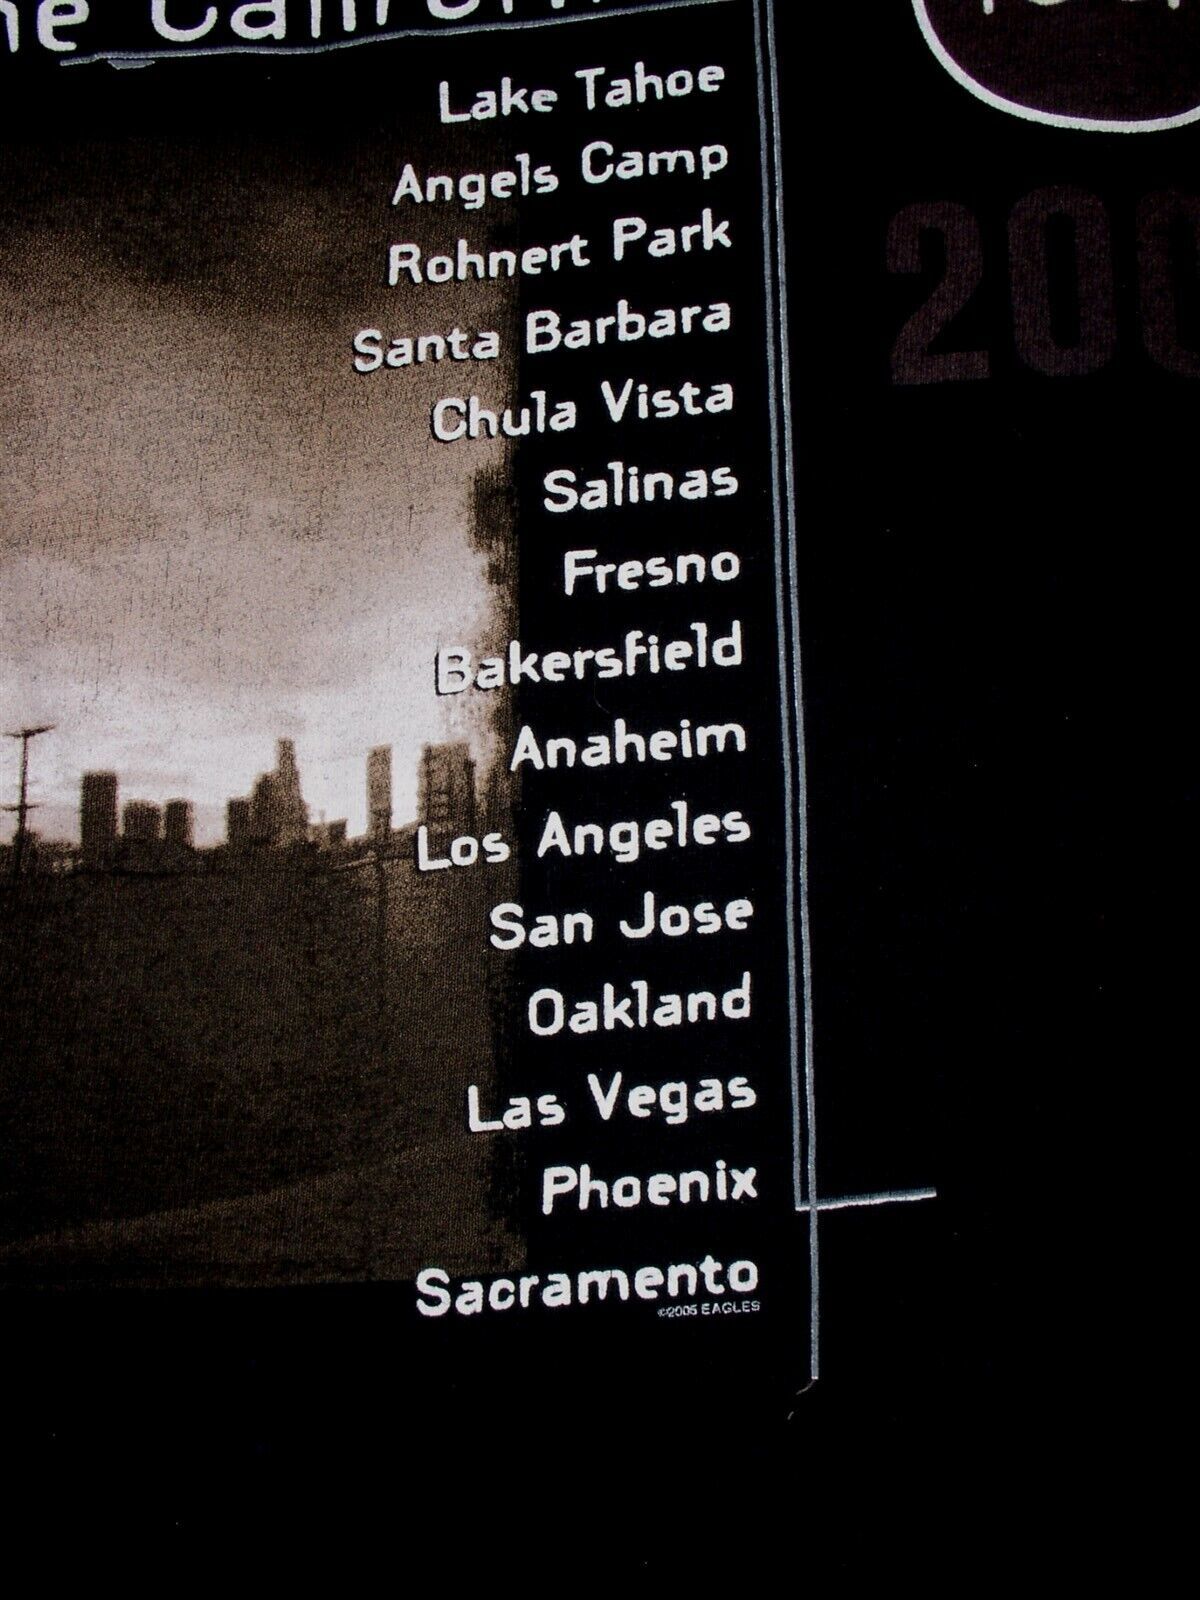 Lake Tahoe
Angels Camp
Rohnert Park
Santa Barbara
Chula Vista
Salinas
Fresno
Bakersfield
Anaheim
Los Angeles
San Jose
Oakland
Las Vegas
Phoenix
Sacramento
©2005 EAGLES
200